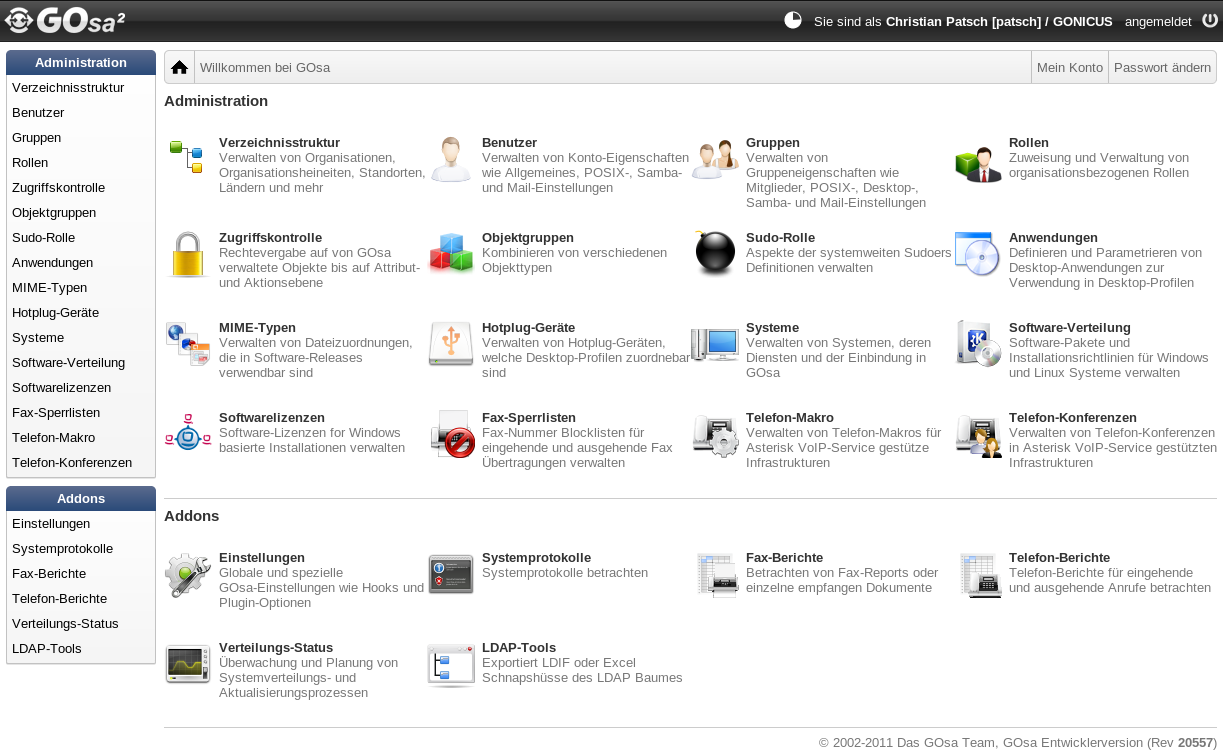 GOsa²
Sie sind als Christian Patsch [patsch] / GONICUS angemeldet
Administration
Verzeichnisstruktur
Benutzer
Gruppen
Rollen
Zugriffskontrolle
Objektgruppen
Sudo-Rolle
Anwendungen
MIME-Typen
Hotplug-Geräte
Systeme
Software-Verteilung
Softwarelizenzen
Fax-Sperrlisten
Telefon-Makro
Telefon-Konferenzen
Addons
Einstellungen
Systemprotokolle
Fax-Berichte
Telefon-Berichte
Verteilungs-Status
LDAP-Tools
Willkommen bei GOsa
Mein Konto
Passwort ändern
Administration
Verzeichnisstruktur
Verwalten von Organisationen,
Organisationsheineiten, Standorten,
Ländern und mehr
Benutzer
Verwalten von Konto-Eigenschaften
wie Allgemeines, POSIX-, Samba-
und Mail-Einstellungen
Gruppen
Verwalten von
Gruppeneigenschaften wie
Mitglieder, POSIX-, Desktop-,
Samba- und Mail-Einstellungen
Rollen
Zuweisung und Verwaltung von
organisationsbezogenen Rollen
Zugriffskontrolle
Rechtevergabe auf von GOsa
verwaltete Objekte bis auf Attribut-
und Aktionsebene
Objektgruppen
Kombinieren von verschiedenen
Objekttypen
Sudo-Rolle
Aspekte der systemweiten Sudoers
Definitionen verwalten
Anwendungen
Definieren und Parametrieren von
Desktop-Anwendungen zur
Verwendung in Desktop-Profilen
MIME-Typen
Verwalten von Dateizuordnungen,
die in Software-Releases
verwendbar sind
Hotplug-Geräte
Verwalten von Hotplug-Geräten,
welche Desktop-Profilen zuordnebar
sind
Systeme
Verwalten von Systemen, deren
Diensten und der Einbindung in
GOsa
Software-Verteilung
Software-Pakete und
Installationsrichtlinien für Windows
und Linux Systeme verwalten
Softwarelizenzen
Software-Lizenzen for Windows
basierte Installationen verwalten
Fax-Sperrlisten
Fax-Nummer Blocklisten für
eingehende und ausgehende Fax
Übertragungen verwalten
Telefon-Makro
Verwalten von Telefon-Makros für
Asterisk VoIP-Service gestütze
Infrastrukturen
Telefon-Konferenzen
Verwalten von Telefon-Konferenzen
in Asterisk VoIP-Service gestützten
Infrastrukturen
Addons
Einstellungen
Globale und spezielle
GOsa-Einstellungen wie Hooks und
Plugin-Optionen
Systemprotokolle
Systemprotokolle betrachten
Fax-Berichte
Betrachten von Fax-Reports oder
einzelne empfangen Dokumente
Telefon-Berichte
Telefon-Berichte für eingehende
und ausgehende Anrufe betrachten
Verteilungs-Status
Überwachung und Planung von
Systemverteilungs- und
Aktualisierungsprozessen
LDAP-Tools
Exportiert LDIF oder Excel
Schnapshüsse des LDAP Baumes
© 2002-2011 Das GOsa Team, GOsa Entwicklerversion (Rev 20557)